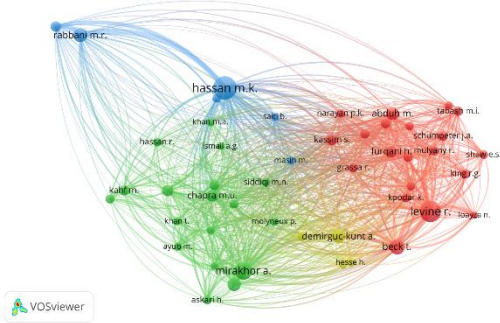 rabbani m.r.
hassan m.k.
khan m.a.
saiti b.
narayan p.k.
abduh m.
tabash m.i.
hassan r.
ismail a.g.
kassim s.
schumpeter j.a.
masih m.
furqani h.
mulyany r.
shaw e.s.
grassa r.
king r.g.
kahf m.
chapra m.u.
siddiqi m.n.
kpodar k.
levine r.
loayza n.
khan t.
molyneux p.
demirguc-kunt a.
ayub m.
beck t.
mirakhor a.
hesse h.
askari h.
VOSviewer